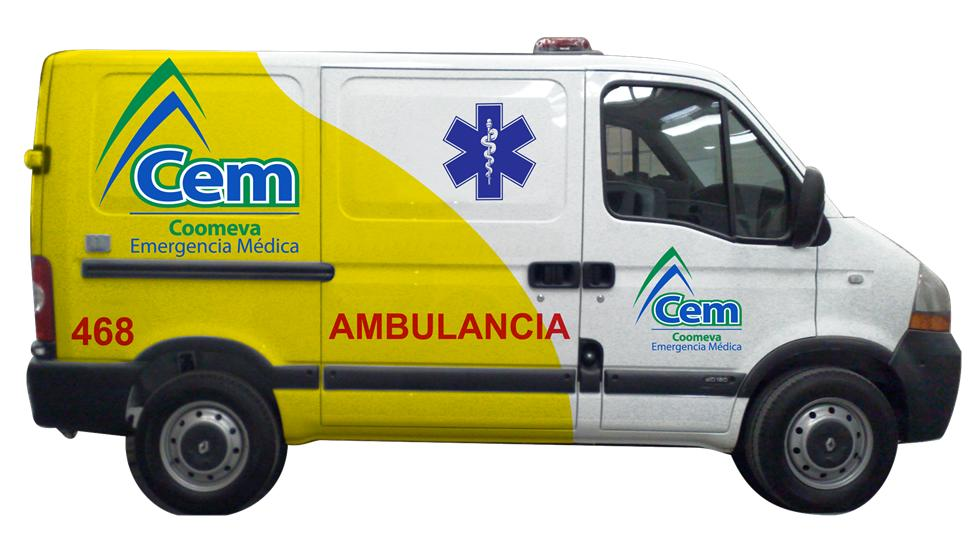 Cem
Coomeva
Emergencia Médica
468
AMBULANCIA
Cem
Coomeva
Emergencia Médica